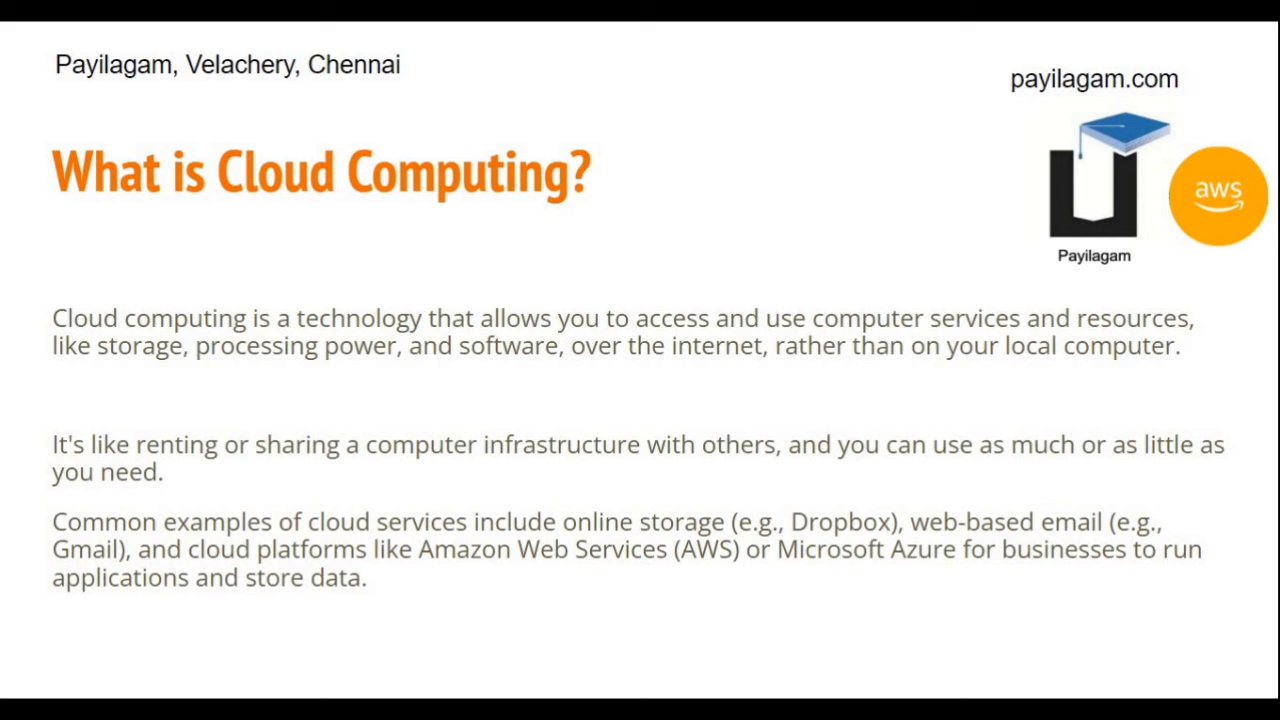 Payilagam, Velachery, Chennai
payilagam.com
What is Cloud Computing?
aws
Payilagam
Cloud computing is a technology that allows you to access and use computer services and resources,
like storage, processing power, and software, over the internet, rather than on your local computer.
It's like renting or sharing a computer infrastructure with others, and you can use as much or as little as
you need.
Common examples of cloud services include online storage (e.g., Dropbox), web-based email (e.g.,
Gmail), and cloud platforms like Amazon Web Services (AWS) or Microsoft Azure for businesses to run
applications and store data.